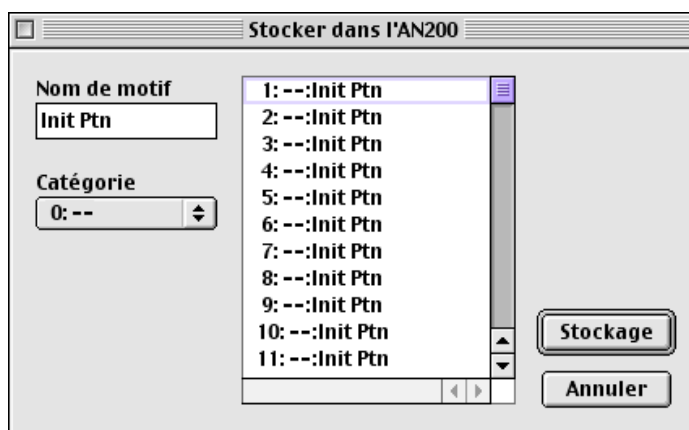 Stocker dans l'AN200
Nom de motif
Init Ptn
Catégorie
0: --
1: --:Init Ptn
2: --:Init Ptn
3: --:Init Ptn
4: --:Init Ptn
5: --:Init Ptn
6: --:Init Ptn
7: --:Init Ptn
8: --:Init Ptn
9: --:Init Ptn
10: --:Init Ptn
11: --:Init Ptn
Stockage
Annuler